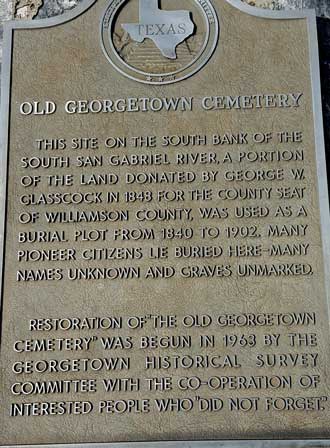 TEXAS
OLD GEORGETOWN CEMETERY
THIS SITE ON THE SOUTH BANK OF THE
SOUTH SAN GABRIEL RIVER, A PORTION
OF THE LAND DONATED BY GEORGE W.
GLASSCOCK IN 1848 FOR THE COUNTY SEAT
OF WILLIAMSON COUNTY, WAS USED AS A
BURIAL PLOT FROM 1840 TO 1902. MANY
PIONEER CITIZENS LIE BURIED HERE—MANY
NAMES UNKNOWN AND GRAVES UNMARKED.
RESTORATION OF "THE OLD GEORGETOWN
CEMETERY" WAS BEGUN IN 1963 BY THE
GEORGETOWN HISTORICAL SURVEY
COMMITTEE WITH THE CO-OPERATION OF
INTERESTED PEOPLE WHO "DID NOT FORGET."